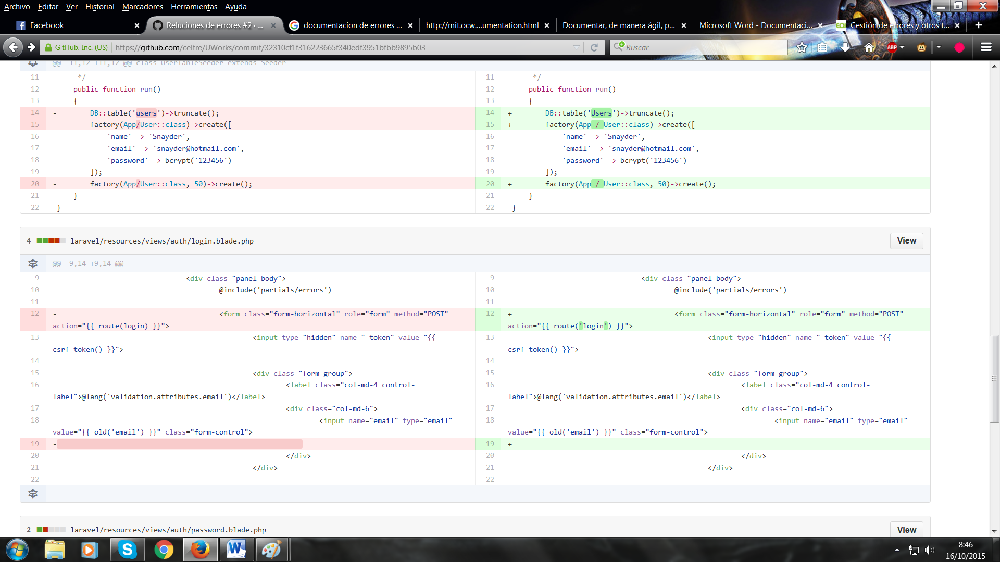 Archivo Editar Ver Historial Marcadores Herramientas Ayuda
Facebook
Reluciones de errores #2 · ...
documentacion de errores ...
http://mit.ocw....umentation.html
Documentar, de manera ágil, p...
Microsoft Word - Documentaci...
EOI Gestión de errores y otros t...
GitHub, Inc. (US) https://github.com/celtre/UWorks/commit/32310cf1f316223665f340edf3951bfbb9895b03
Buscar
ABP
@@ -11,12 +11,12 @@ class UserTableSeeder extends Seeder
11 */ 11 */
12 public function run() 12 public function run()
13 { 13 {
14 - DB::table('users')->truncate(); 14 + DB::table('Users')->truncate();
15 - factory(App/User::class)->create([ 15 + factory(App / User::class)->create([
16 'name' => 'Snayder', 16 'name' => 'Snayder',
17 'email' => 'snayder@hotmail.com', 17 'email' => 'snayder@hotmail.com',
18 'password' => bcrypt('123456') 18 'password' => bcrypt('123456')
19 ]); 19 ]);
20 - factory(App/User::class, 50)->create(); 20 + factory(App / User::class, 50)->create();
21 } 21 }
22 } 22 }
4 laravel/resources/views/auth/login.blade.php View
@@ -9,14 +9,14 @@
9 <div class="panel-body"> 9 <div class="panel-body">
10 @include('partials/errors') 10 @include('partials/errors')
11 11
12 - <form class="form-horizontal" role="form" method="POST" 12 + <form class="form-horizontal" role="form" method="POST"
action="{{ route(login) }}"> action="{{ route('login') }}">
13 <input type="hidden" name="_token" value="{{ 13 <input type="hidden" name="_token" value="{{
csrf_token() }}"> csrf_token() }}">
14 14
15 <div class="form-group"> 15 <div class="form-group">
16 <label class="col-md-4 control- 16 <label class="col-md-4 control-
label">@lang('validation.attributes.email')</label> label">@lang('validation.attributes.email')</label>
17 <div class="col-md-6"> 17 <div class="col-md-6">
18 <input name="email" type="email" 18 <input name="email" type="email"
value="{{ old('email') }}" class="form-control"> value="{{ old('email') }}" class="form-control">
19 - 19 +
20 </div> 20 </div>
21 </div> 21 </div>
22 22
2 laravel/resources/views/auth/password.blade.php View
8:46
16/10/2015